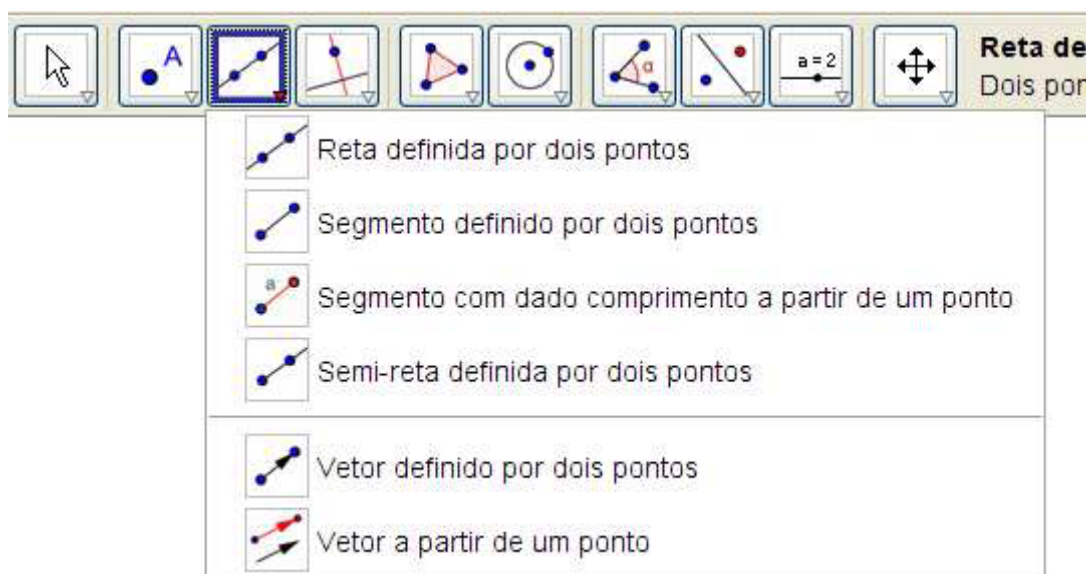 A
α
a = 2
Reta de
Dois por
Reta definida por dois pontos
Segmento definido por dois pontos
a
Segmento com dado comprimento a partir de um ponto
Semi-reta definida por dois pontos
Vetor definido por dois pontos
Vetor a partir de um ponto